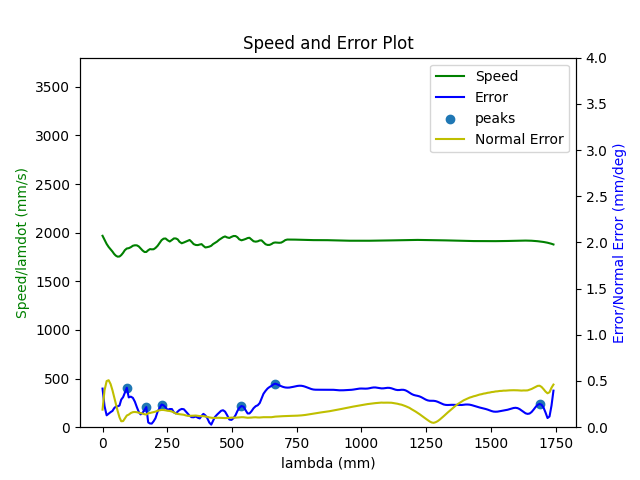 Speed and Error Plot
Speed
Error
peaks
Normal Error
Speed/lamdot (mm/s)
3500
3000
2500
2000
1500
1000
500
0
4.0
3.5
3.0
2.5
2.0
1.5
1.0
0.5
0.0
Error/Normal Error (mm/deg)
0 250 500 750 1000 1250 1500 1750
lambda (mm)